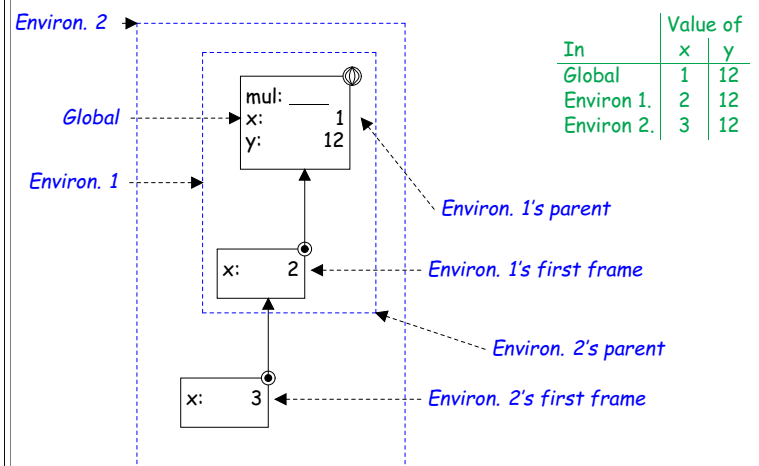 Environ. 2
Value of
In x y
Global 1 12
Environ 1. 2 12
Environ 2. 3 12
mul: ____
Global
x: 1
y: 12
Environ. 1
Environ. 1's parent
x: 2
Environ. 1's first frame
Environ. 2's parent
x: 3
Environ. 2's first frame